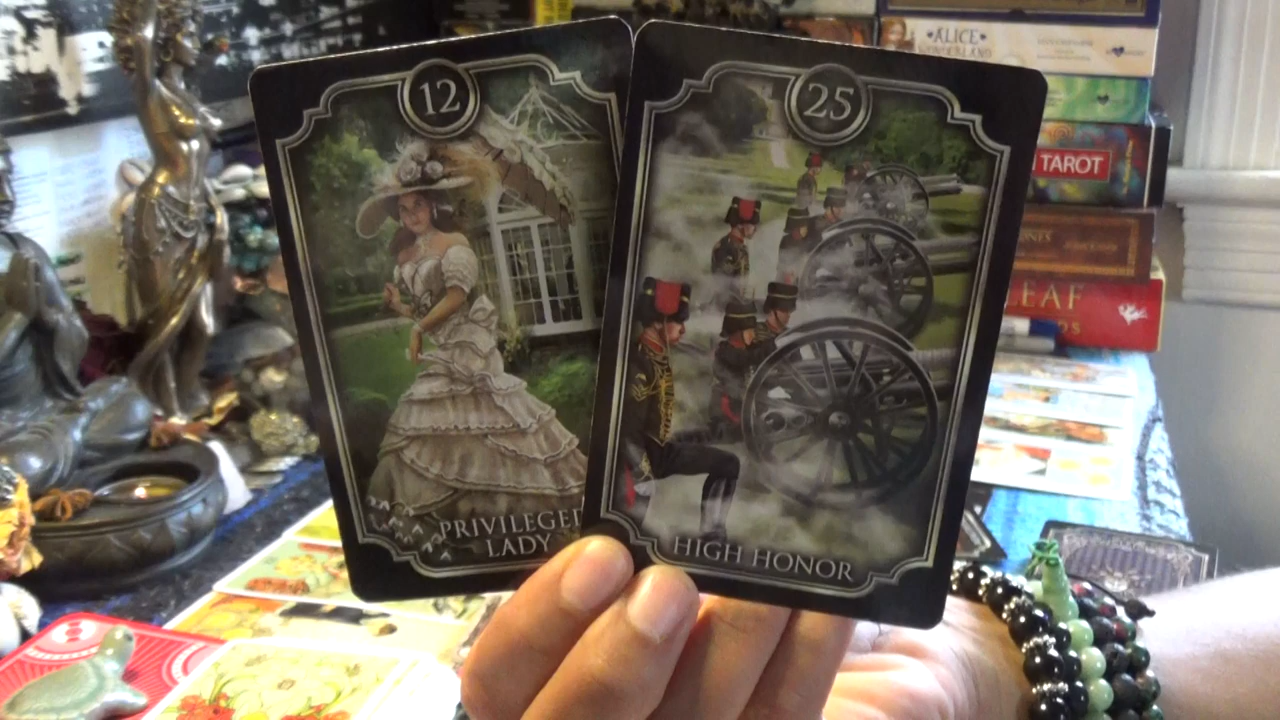 12
PRIVILEGED
LADY
25
HIGH HONOR
ALICE
WONDERLAND
TAROT
LEAF